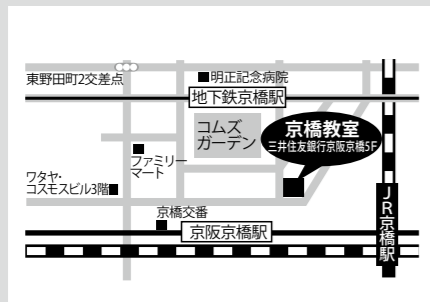 東野田町2交差点
■明正記念病院
地下鉄京橋駅
コムズ
ガーデン
京橋教室
三井住友銀行京阪京橋5F
ファミリー
マート
ワタヤ・
コスモスビル3階■
京橋交番
京阪京橋駅
JR京橋駅